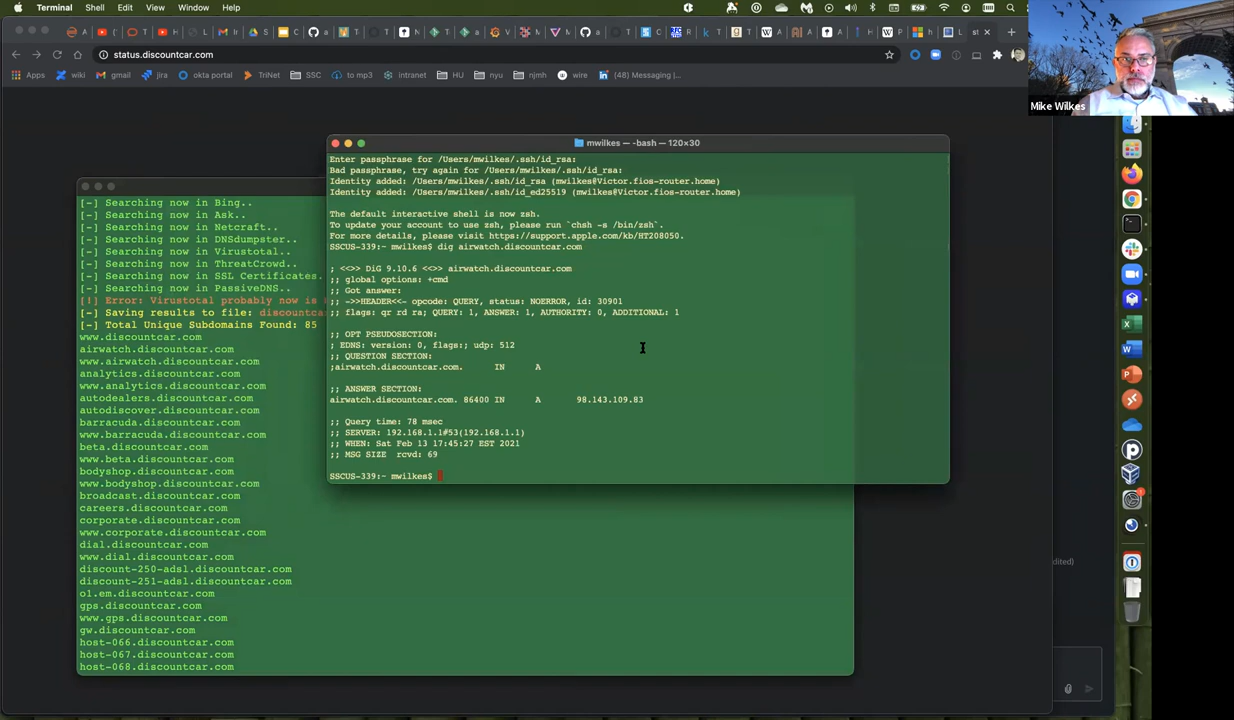 Terminal Shell Edit View Window Help
status.discountcar.com
Apps wiki gmail jira okta portal TriNet SSC to mp3 Intranet HU nyu njmh wire (48) Messaging |...
Mike Wilkes
mwilkes — -bash — 120×30
Enter passphrase for /Users/mwilkes/.ssh/id_rsa:
Bad passphrase, try again for /Users/mwilkes/.ssh/id_rsa:
Identity added: /Users/mwilkes/.ssh/id_rsa (mwilkes@Victor.fios-router.home)
Identity added: /Users/mwilkes/.ssh/id_ed25519 (mwilkes@Victor.fios-router.home)
The default interactive shell is now zsh.
To update your account to use zsh, please run `chsh -s /bin/zsh`.
For more details, please visit https://support.apple.com/kb/HT208050.
SSCUS-339:~ mwilkes$ dig airwatch.discountcar.com
; <<>> DiG 9.10.6 <<>> airwatch.discountcar.com
;; global options: +cmd
;; Got answer:
;; ->>HEADER<<- opcode: QUERY, status: NOERROR, id: 30901
;; flags: qr rd ra; QUERY: 1, ANSWER: 1, AUTHORITY: 0, ADDITIONAL: 1
;; OPT PSEUDOSECTION:
; EDNS: version: 0, flags:; udp: 512
;; QUESTION SECTION:
;airwatch.discountcar.com. IN A
;; ANSWER SECTION:
airwatch.discountcar.com. 86400 IN A 98.143.109.83
;; Query time: 78 msec
;; SERVER: 192.168.1.1#53(192.168.1.1)
;; WHEN: Sat Feb 13 17:45:27 EST 2021
;; MSG SIZE rcvd: 69
SSCUS-339:~ mwilkes$
[-] Searching now in Bing..
[-] Searching now in Ask..
[-] Searching now in Netcraft..
[-] Searching now in DNSdumpster..
[-] Searching now in Virustotal..
[-] Searching now in ThreatCrowd..
[-] Searching now in SSL Certificates.
[-] Searching now in PassiveDNS..
[!] Error: Virustotal probably now is
[-] Saving results to file: discountca
[-] Total Unique Subdomains Found: 85
www.discountcar.com
airwatch.discountcar.com
www.airwatch.discountcar.com
analytics.discountcar.com
www.analytics.discountcar.com
autodealers.discountcar.com
autodiscover.discountcar.com
barracuda.discountcar.com
www.barracuda.discountcar.com
beta.discountcar.com
www.beta.discountcar.com
bodyshop.discountcar.com
www.bodyshop.discountcar.com
broadcast.discountcar.com
careers.discountcar.com
corporate.discountcar.com
www.corporate.discountcar.com
dial.discountcar.com
www.dial.discountcar.com
discount-250-adsl.discountcar.com
discount-251-adsl.discountcar.com
o1.em.discountcar.com
gps.discountcar.com
www.gps.discountcar.com
gw.discountcar.com
host-066.discountcar.com
host-067.discountcar.com
host-068.discountcar.com
dited)